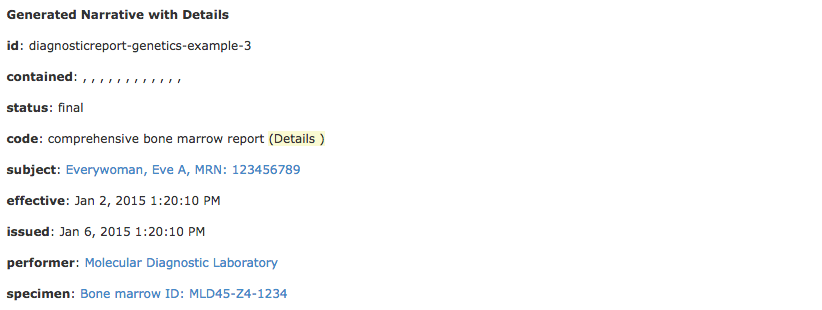 Generated Narrative with Details
id: diagnosticreport-genetics-example-3
contained: , , , , , , , , , , , ,
status: final
code: comprehensive bone marrow report (Details )
subject: Everywoman, Eve A, MRN: 123456789
effective: Jan 2, 2015 1:20:10 PM
issued: Jan 6, 2015 1:20:10 PM
performer: Molecular Diagnostic Laboratory
specimen: Bone marrow ID: MLD45-Z4-1234